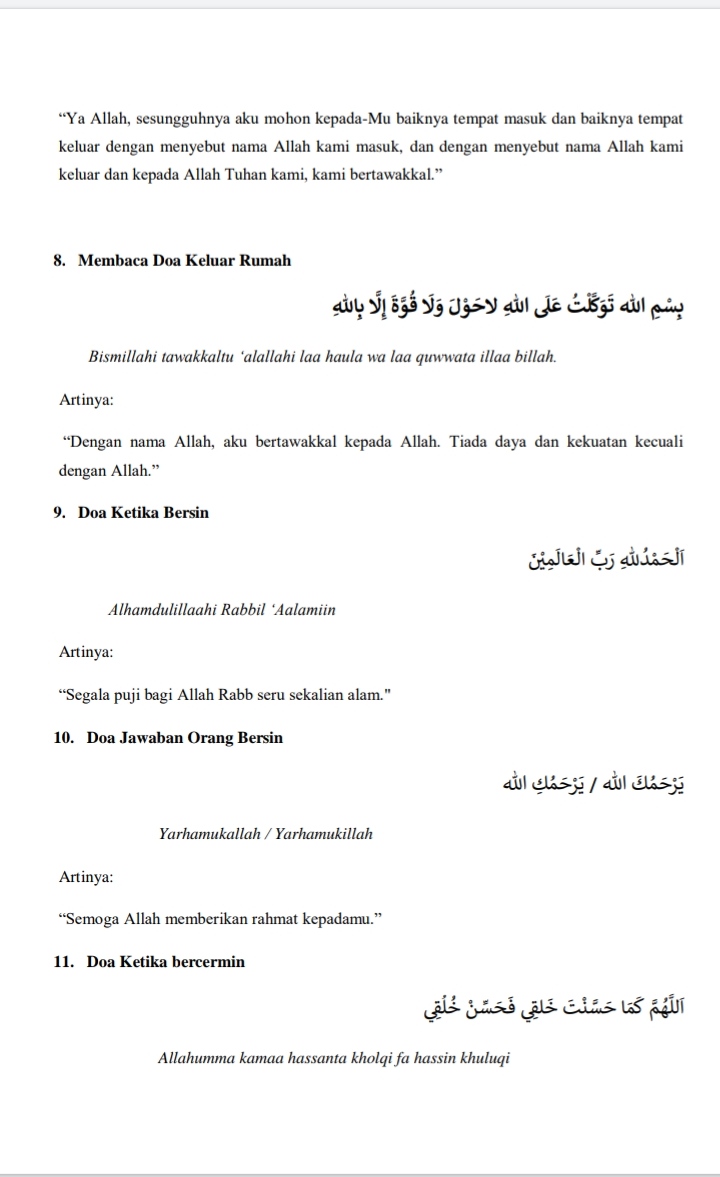 “Ya Allah, sesungguhnya aku mohon kepada-Mu baiknya tempat masuk dan baiknya tempat
keluar dengan menyebut nama Allah kami masuk, dan dengan menyebut nama Allah kami
keluar dan kepada Allah Tuhan kami, kami bertawakkal.”
8. Membaca Doa Keluar Rumah
بِسْمِ الله تَوَكَّلْتُ عَلَى اللهِ لاحَوْلَ وَلَا قُوَّةَ إِلَّا بِاللهِ
Bismillahi tawakkaltu ‘alallahi laa haula wa laa quwwata illaa billah.
Artinya:
“Dengan nama Allah, aku bertawakkal kepada Allah. Tiada daya dan kekuatan kecuali
dengan Allah.”
9. Doa Ketika Bersin
اَلْحَمْدُللهِ رَبِّ الْعَالَمِيْنَ
Alhamdulillaahi Rabbil ‘Aalamiin
Artinya:
“Segala puji bagi Allah Rabb seru sekalian alam.”
10. Doa Jawaban Orang Bersin
يَرْحَمُكَ الله / يَرْحَمُكِ الله
Yarhamukallah / Yarhamukillah
Artinya:
“Semoga Allah memberikan rahmat kepadamu.”
11. Doa Ketika bercermin
اَللَّهُمَّ كَمَا حَسَّنْتَ خَلقِي فَحَسِّنْ خُلُقِي
Allahumma kamaa hassanta kholqi fa hassin khuluqi